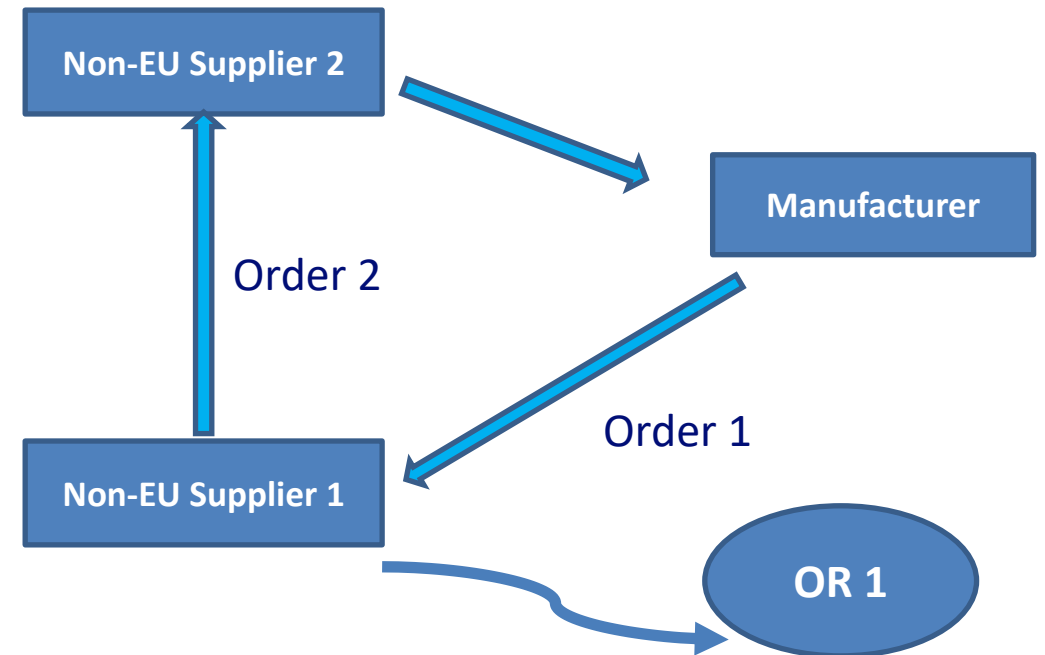 Non-EU Supplier 2
Manufacturer
Order 2
Order 1
Non-EU Supplier 1
OR 1